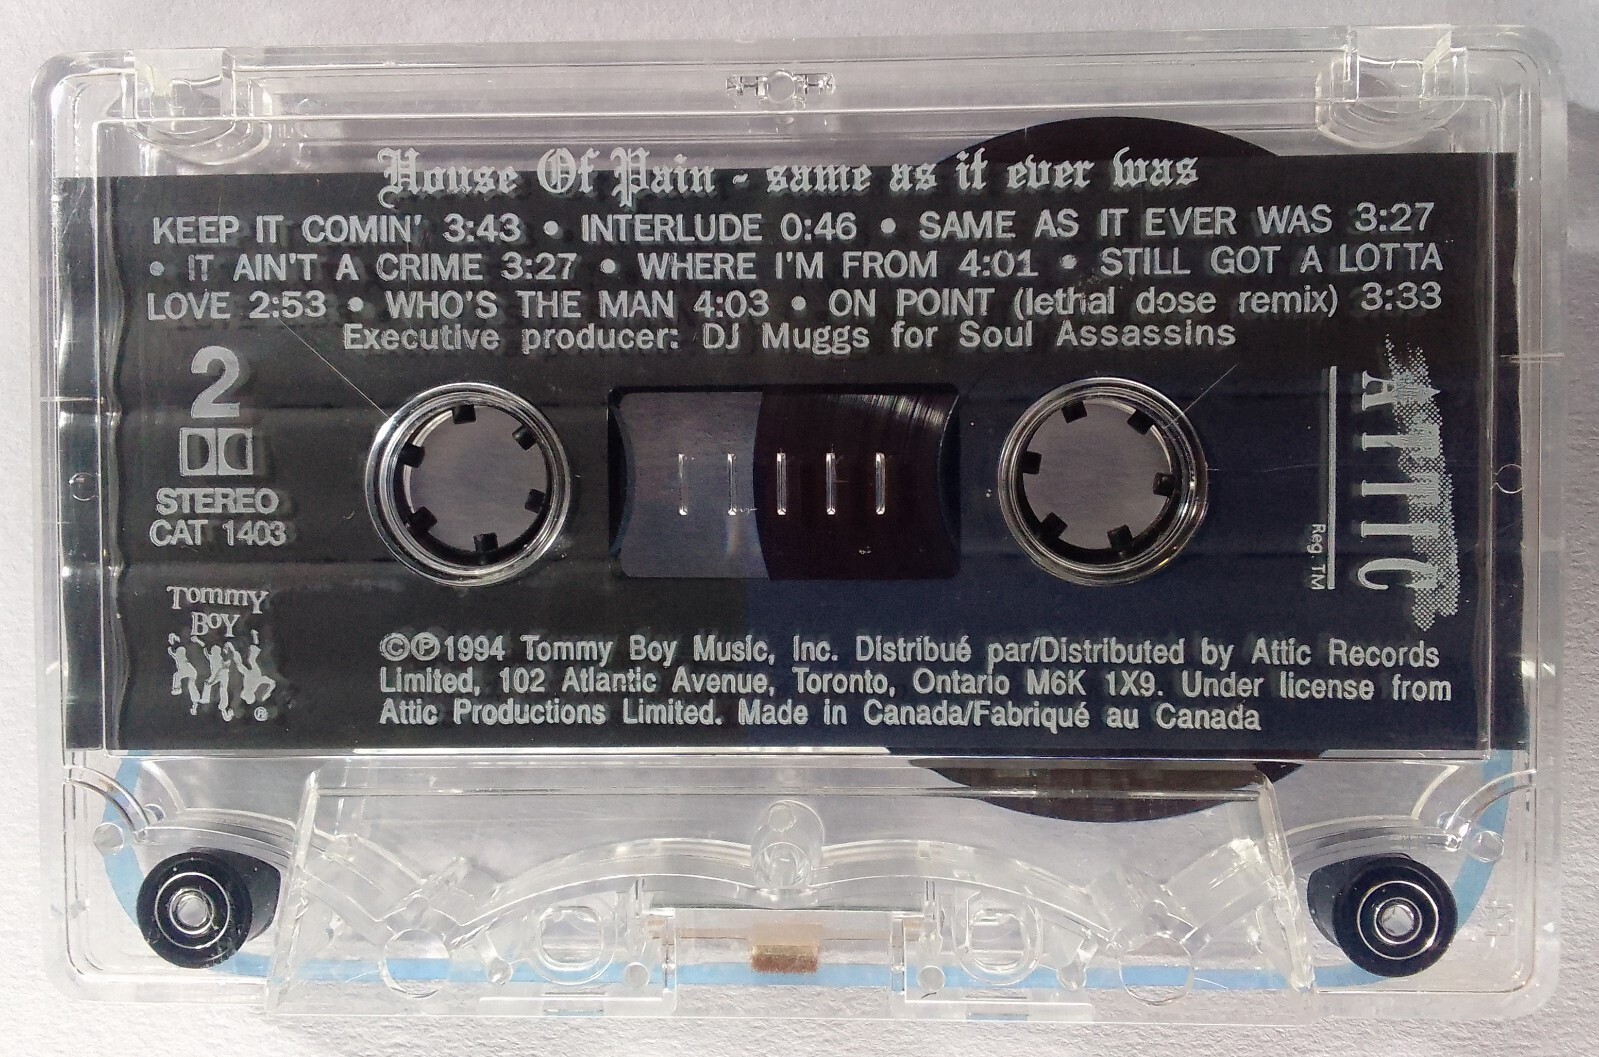 House Of Pain - same as it ever was
KEEP IT COMIN' 3:43 • INTERLUDE 0:46 • SAME AS IT EVER WAS 3:27
• IT AIN'T A CRIME 3:27 • WHERE I'M FROM 4:01 • STILL GOT A LOTTA
LOVE 2:53 • WHO'S THE MAN 4:03 • ON POINT (lethal dose remix) 3:33
Executive producer: DJ Muggs for Soul Assassins
2
STEREO
CAT 1403
Tommy
Boy
®
ATTIC
Reg TM
©℗1994 Tommy Boy Music, Inc. Distribué par/Distributed by Attic Records
Limited, 102 Atlantic Avenue, Toronto, Ontario M6K 1X9. Under license from
Attic Productions Limited. Made in Canada/Fabriqué au Canada